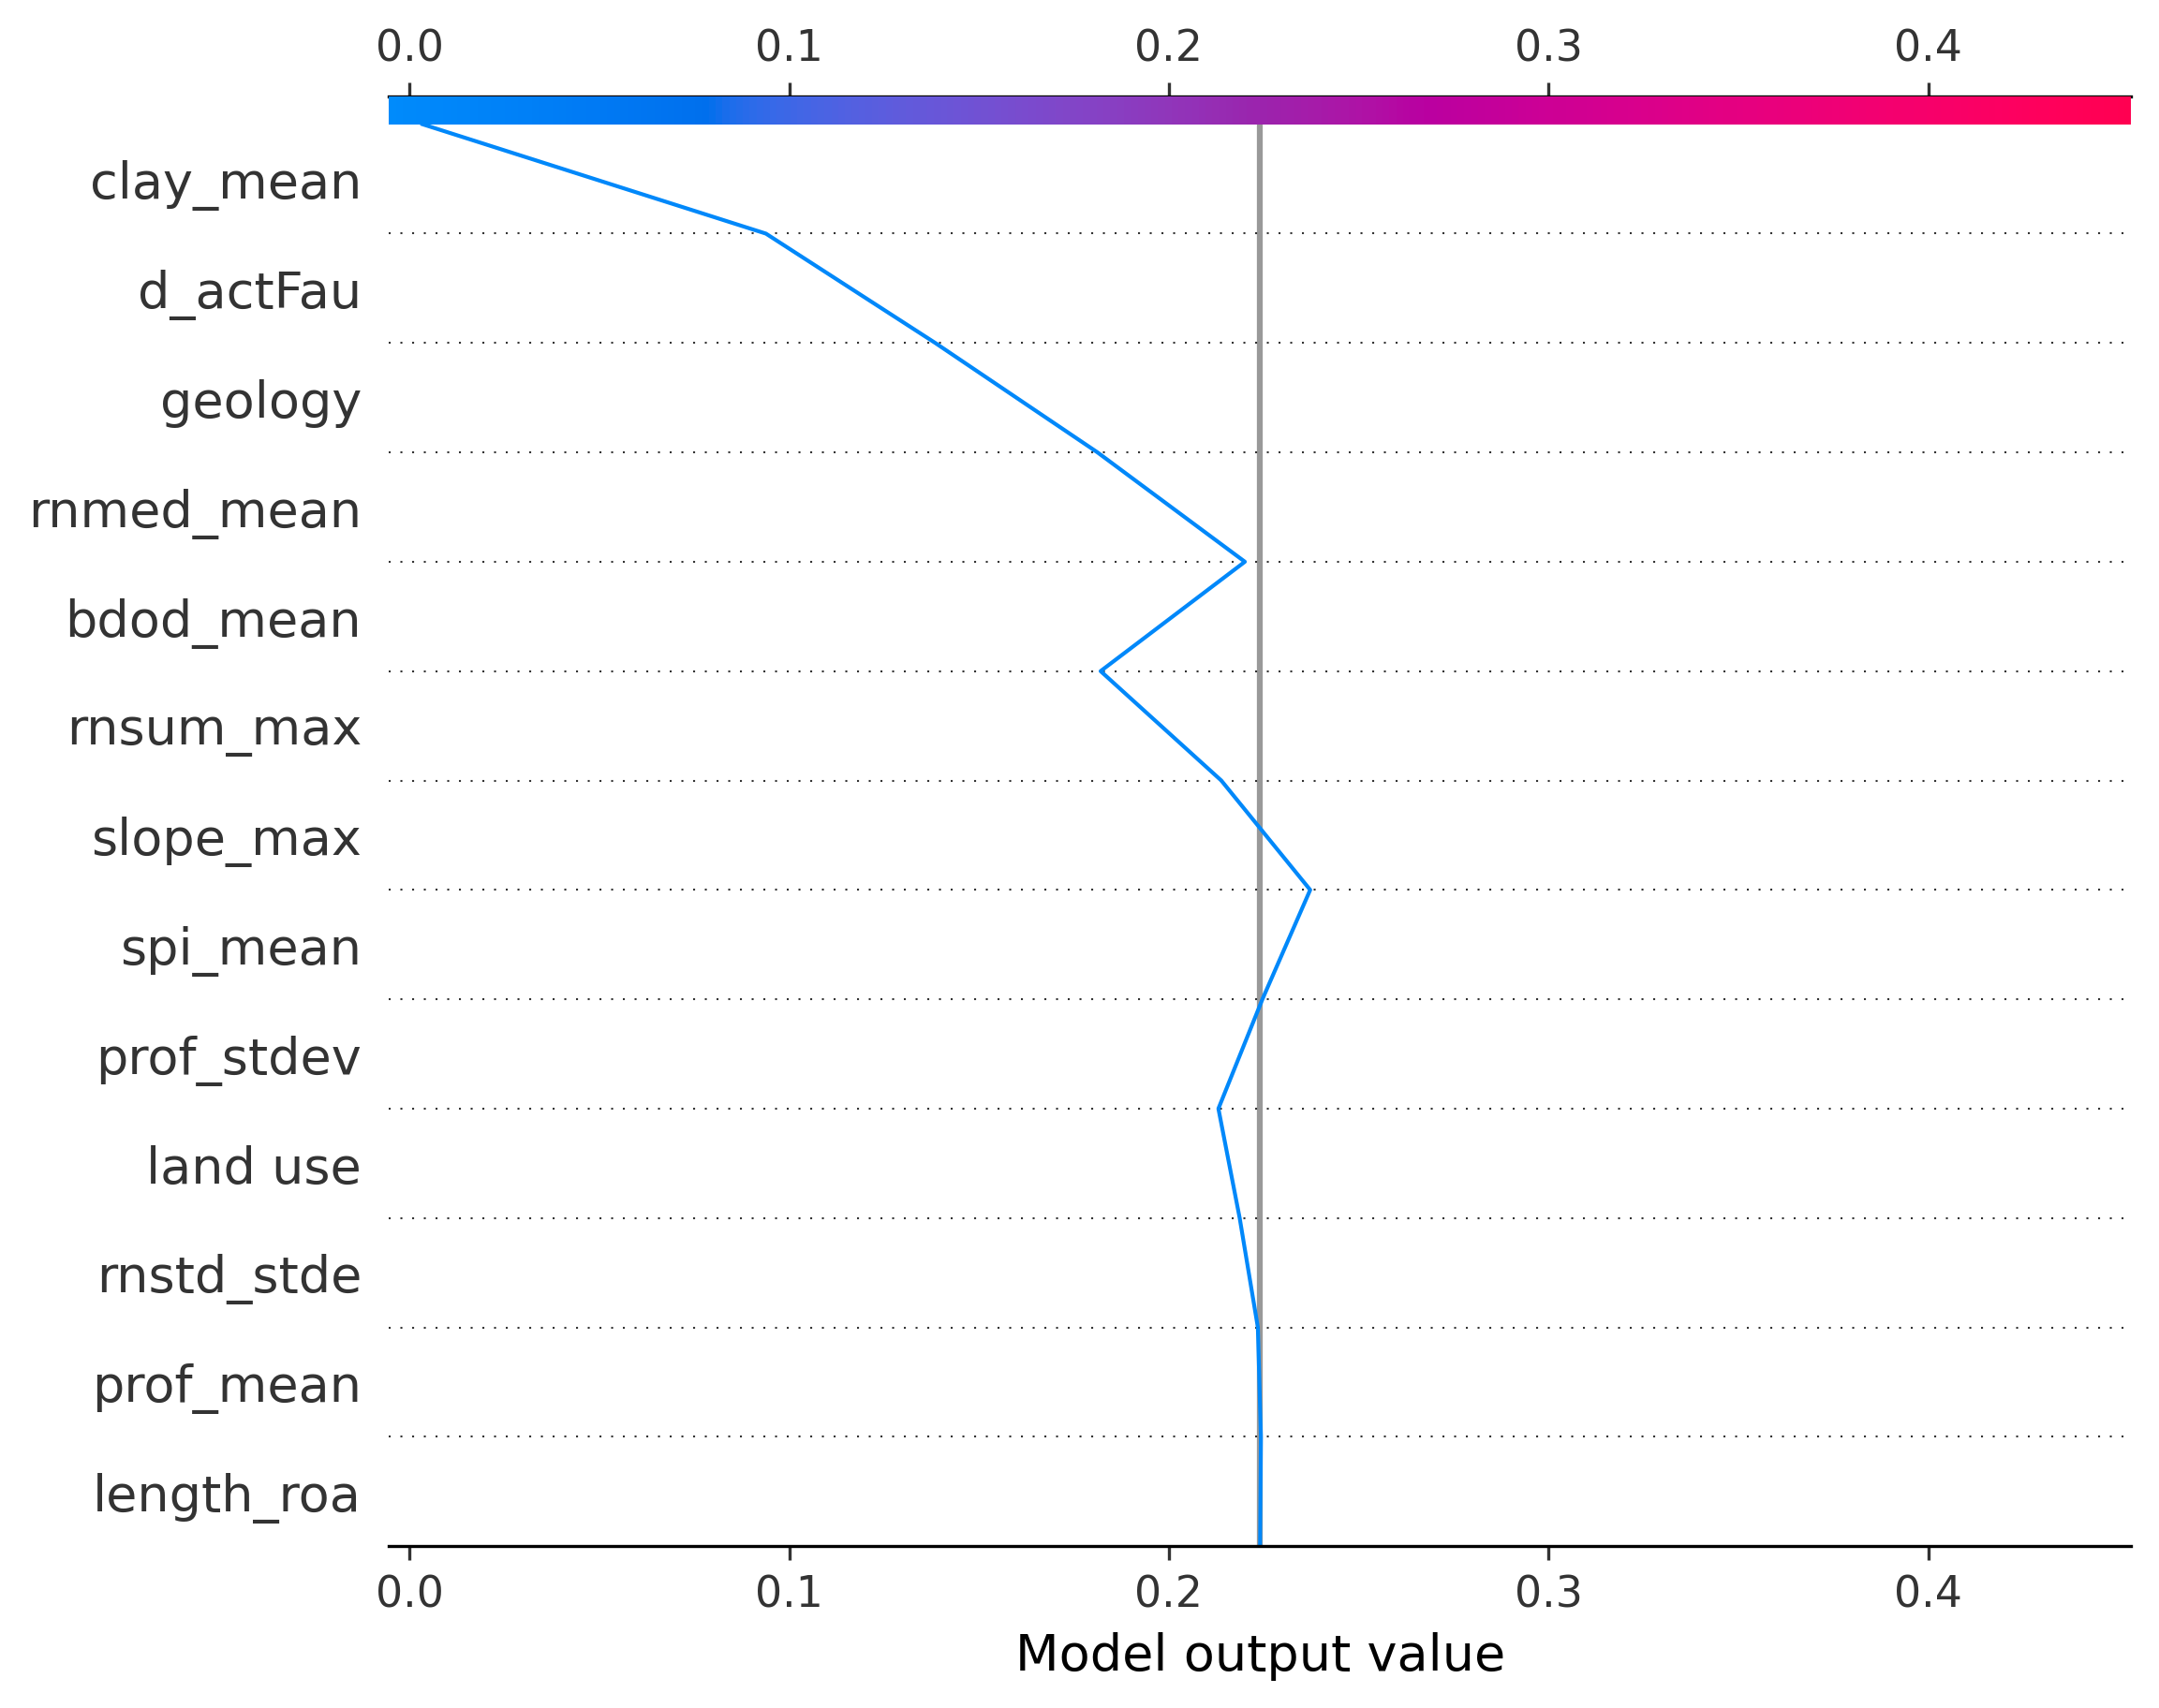 0.0 0.1 0.2 0.3 0.4
clay_mean
d_actFau
geology
rnmed_mean
bdod_mean
rnsum_max
slope_max
spi_mean
prof_stdev
land use
rnstd_stde
prof_mean
length_roa
0.0 0.1 0.2 0.3 0.4
Model output value